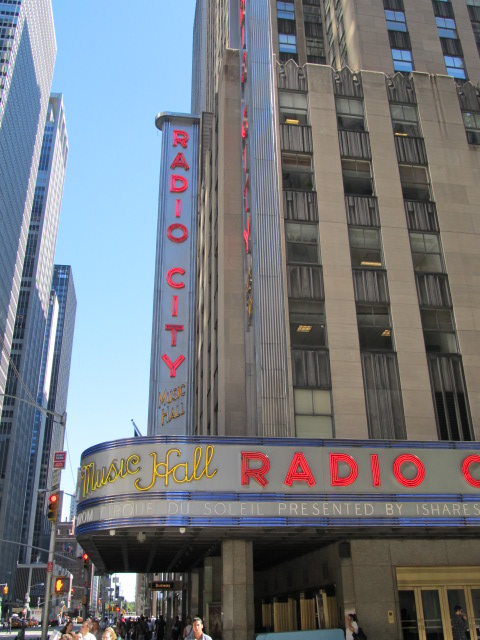 RADIO CITY
MUSIC
HALL
Music Hall RADIO C
CIRQUE DU SOLEIL PRESENTED BY ISHARES